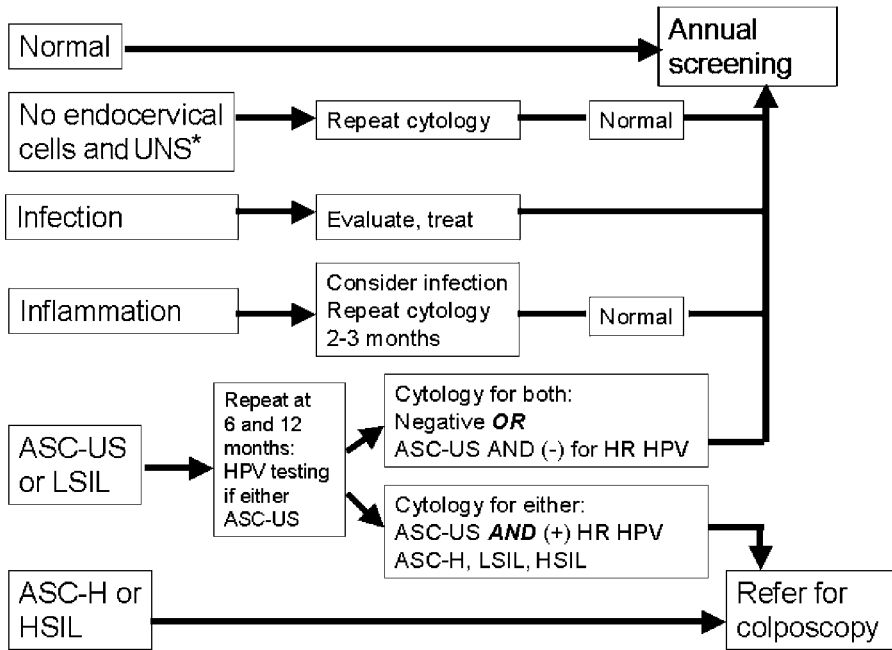 Normal
Annual
screening
No endocervical
cells and UNS*
Repeat cytology
Normal
Infection
Evaluate, treat
Inflammation
Consider infection
Repeat cytology
2-3 months
Normal
ASC-US
or LSIL
Repeat at
6 and 12
months:
HPV testing
if either
ASC-US
Cytology for both:
Negative OR
ASC-US AND (-) for HR HPV
Cytology for either:
ASC-US AND (+) HR HPV
ASC-H, LSIL, HSIL
ASC-H or
HSIL
Refer for
colposcopy